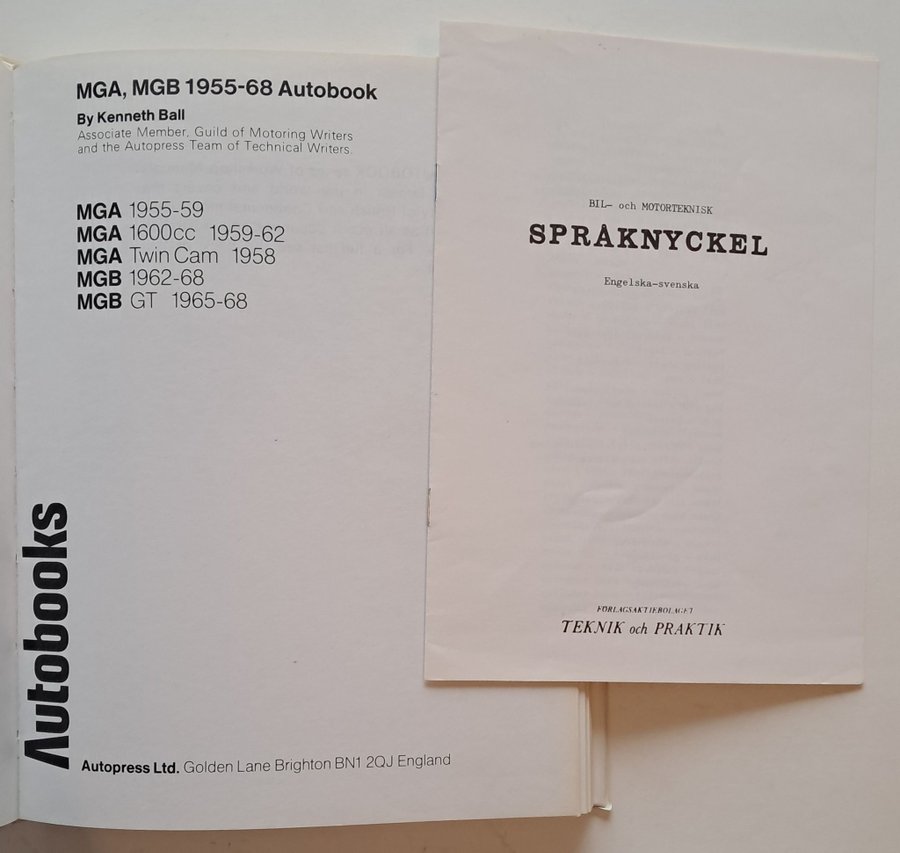 MGA, MGB 1955-68 Autobook
By Kenneth Ball
Associate Member, Guild of Motoring Writers
and the Autopress Team of Technical Writers
MGA 1955-59
MGA 1600cc 1959-62
MGA Twin Cam 1958
MGB 1962-68
MGB GT 1965-68
Autobooks
Autopress Ltd. Golden Lane Brighton BN1 2QJ England
BIL- och MOTORTEKNISK
SPRÅKNYCKEL
Engelska-svenska
FÖRLAGSAKTIEBOLAGET
TEKNIK och PRAKTIK